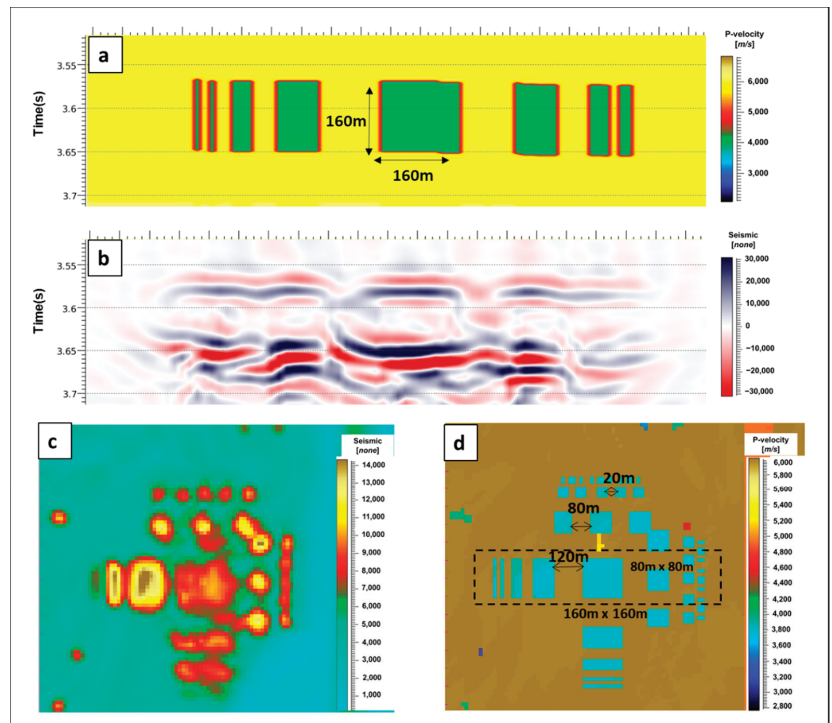 a
P-velocity
[m/s]
Time(s)
3.55
3.6
3.65
3.7
160m
160m
6,000
5,000
4,000
3,000
b
Seismic
[none]
Time(s)
3.55
3.6
3.65
3.7
30,000
20,000
10,000
0
−10,000
−20,000
−30,000
c
Seismic
[none]
14,000
13,000
12,000
11,000
10,000
9,000
8,000
7,000
6,000
5,000
4,000
3,000
2,000
1,000
d
P-velocity
[m/s]
20m
80m
120m
80m x 80m
160m x 160m
6,000
5,600
5,400
5,200
5,000
4,800
4,600
4,400
4,200
4,000
3,800
3,600
3,400
3,200
3,000
2,800